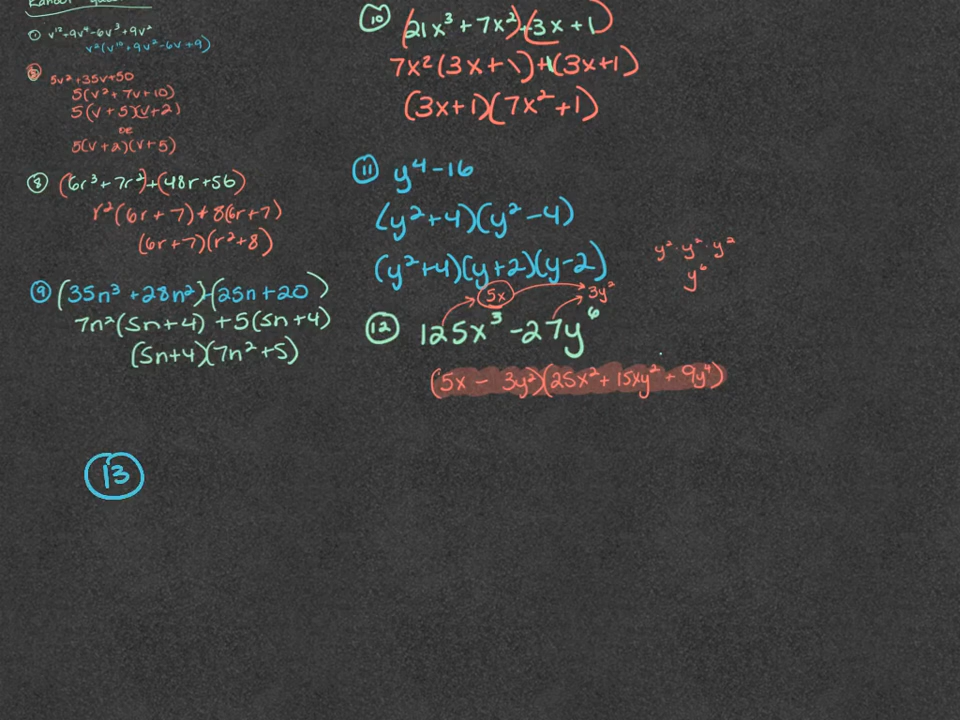 ① v¹²+9v⁴-6v³+9v²
v²(v¹⁰+9v²-6v+9)
5v²+35v+50
5(v²+7v+10)
5(v+5)(v+2)
or
5(v+2)(v+5)
⑧ (6r³+7r²)+(48r+56)
r²(6r+7)+8(6r+7)
(6r+7)(r²+8)
⑨ (35n³+28n²)+(25n+20)
7n²(5n+4)+5(5n+4)
(5n+4)(7n²+5)
⑩ (21x³+7x²)+(3x+1)
7x²(3x+1)+1(3x+1)
(3x+1)(7x²+1)
⑪ y⁴-16
(y²+4)(y²-4)
(y²+4)(y+2)(y-2)
y²·y²·y²
y⁶
5x 3y²
⑫ 125x³-27y⁶
(5x-3y²)(25x²+15xy²+9y⁴)
⑬